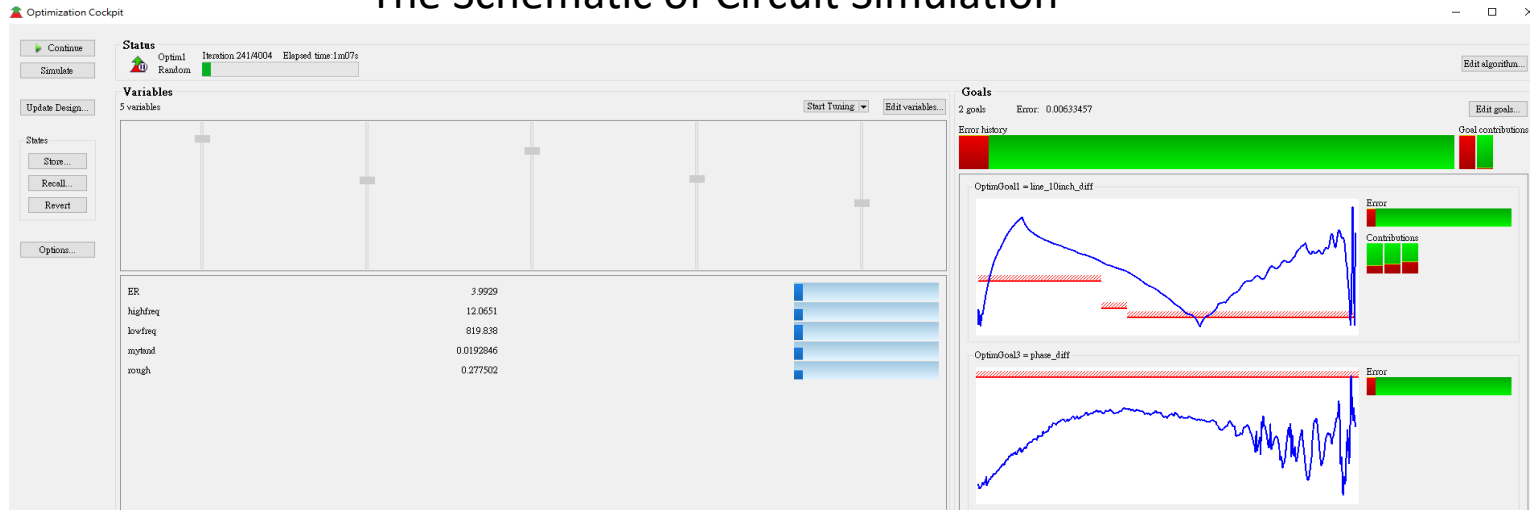 The Schematic of Circuit Simulation
Optimization Cockpit
Continue
Simulate
Update Design...
States
Store...
Recall...
Revert
Options...
Status
Optim1 Iteration 241/4004 Elapsed time:1m07s
Random
Edit algorithm...
Variables
5 variables
Start Tuning
Edit variables...
ER 3.9929
highfreq 12.0651
lowfreq 819.838
mytand 0.0192846
rough 0.277502
Goals
2 goals Error: 0.00633457
Edit goals...
Error history
Goal contributions
OptimGoal1 = line_10inch_diff
Error
Contributions
OptimGoal3 = phase_diff
Error